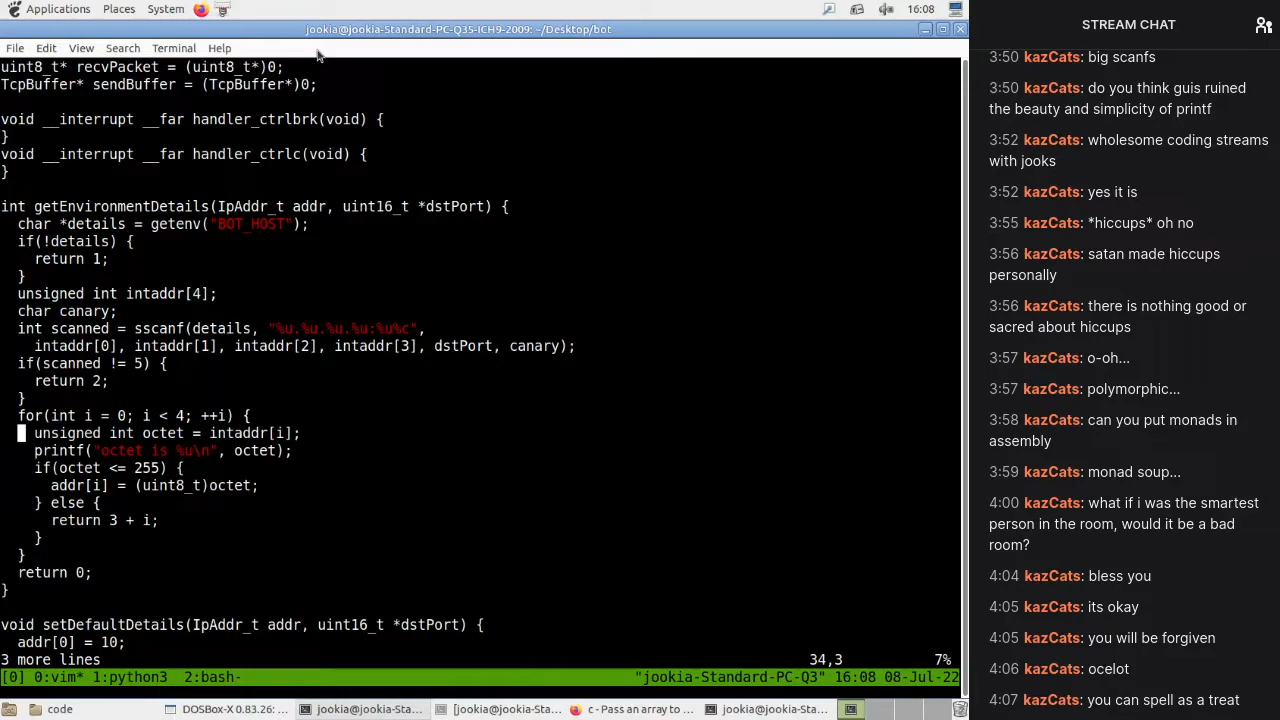 Applications Places System 16:08
jookia@jookia-Standard-PC-Q35-ICH9-2009: ~/Desktop/bot
File Edit View Search Terminal Help
uint8_t* recvPacket = (uint8_t*)0;
TcpBuffer* sendBuffer = (TcpBuffer*)0;
void __interrupt __far handler_ctrlbrk(void) {
}
void __interrupt __far handler_ctrlc(void) {
}
int getEnvironmentDetails(IpAddr_t addr, uint16_t *dstPort) {
  char *details = getenv("BOT_HOST");
  if(!details) {
    return 1;
  }
  unsigned int intaddr[4];
  char canary;
  int scanned = sscanf(details, "%u.%u.%u.%u:%u%c",
    intaddr[0], intaddr[1], intaddr[2], intaddr[3], dstPort, canary);
  if(scanned != 5) {
    return 2;
  }
  for(int i = 0; i < 4; ++i) {
    unsigned int octet = intaddr[i];
    printf("octet is %u\n", octet);
    if(octet <= 255) {
      addr[i] = (uint8_t)octet;
    } else {
      return 3 + i;
    }
  }
  return 0;
}
void setDefaultDetails(IpAddr_t addr, uint16_t *dstPort) {
  addr[0] = 10;
3 more lines 34,3 7%
[0] 0:vim* 1:python3 2:bash- "jookia-Standard-PC-Q3" 16:08 08-Jul-22
code DOSBox-X 0.83.26: ... jookia@jookia-Sta... [jookia@jookia-Sta... c - Pass an array to ... jookia@jookia-Sta...
STREAM CHAT
3:50 kazCats: big scanfs
3:50 kazCats: do you think guis ruined
the beauty and simplicity of printf
3:52 kazCats: wholesome coding streams
with jooks
3:52 kazCats: yes it is
3:55 kazCats: *hiccups* oh no
3:56 kazCats: satan made hiccups
personally
3:56 kazCats: there is nothing good or
sacred about hiccups
3:57 kazCats: o-oh...
3:57 kazCats: polymorphic...
3:58 kazCats: can you put monads in
assembly
3:59 kazCats: monad soup...
4:00 kazCats: what if i was the smartest
person in the room, would it be a bad
room?
4:04 kazCats: bless you
4:05 kazCats: its okay
4:05 kazCats: you will be forgiven
4:06 kazCats: ocelot
4:07 kazCats: you can spell as a treat